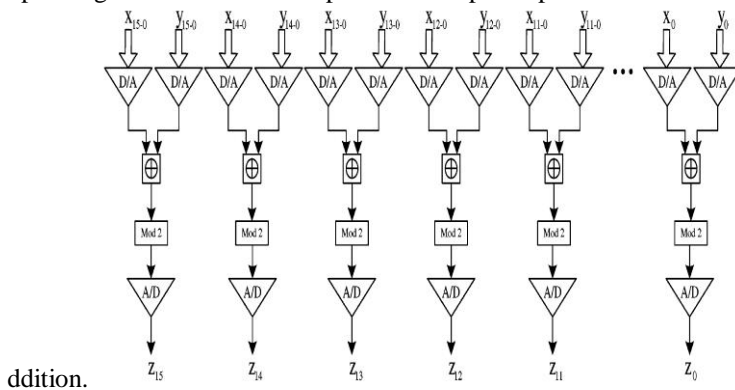 x15-0 y15-0 x14-0 y14-0 x13-0 y13-0 x12-0 y12-0 x11-0 y11-0 x0 y0
D/A D/A D/A D/A D/A D/A D/A D/A D/A D/A ••• D/A D/A
Mod 2 Mod 2 Mod 2 Mod 2 Mod 2 Mod 2
A/D A/D A/D A/D A/D A/D
ddition. z15 z14 z13 z12 z11 z0